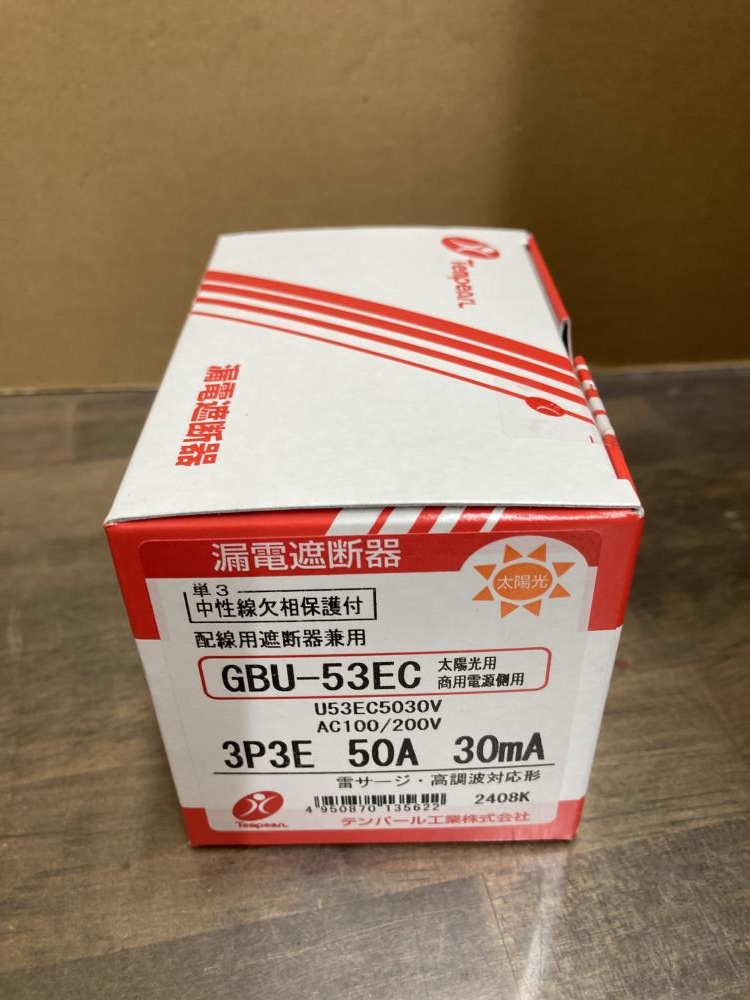 Tempearl
漏電遮断器
漏電遮断器
太陽光
単3
中性線欠相保護付
配線用遮断器兼用
GBU-53EC 太陽光用
商用電源側用
U53EC5030V
AC100/200V
3P3E 50A 30mA
雷サージ・高調波対応形
4 950870 135622
2408K
Tempearl
テンパール工業株式会社